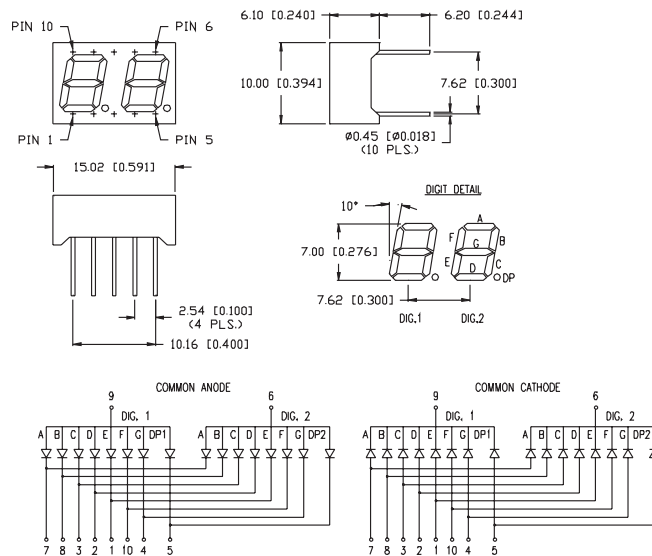 6.10 [0.240]
6.20 [0.244]
PIN 10
PIN 6
10.00 [0.394]
7.62 [0.300]
PIN 1
PIN 5
Ø0.45 [Ø0.018]
(10 PLS.)
15.02 [0.591]
DIGIT DETAIL
10°
A
F
B
G
7.00 [0.276]
E
C
D
DP
2.54 [0.100]
(4 PLS.)
7.62 [0.300]
DIG.1
DIG.2
10.16 [0.400]
COMMON ANODE
9
6
DIG. 1
DIG. 2
A B C D E F G DP1
A B C D E F G DP2
7 8 3 2 1 10 4 5
COMMON CATHODE
9
6
DIG. 1
DIG. 2
A B C D E F G DP1
A B C D E F G DP2
7 8 3 2 1 10 4 5